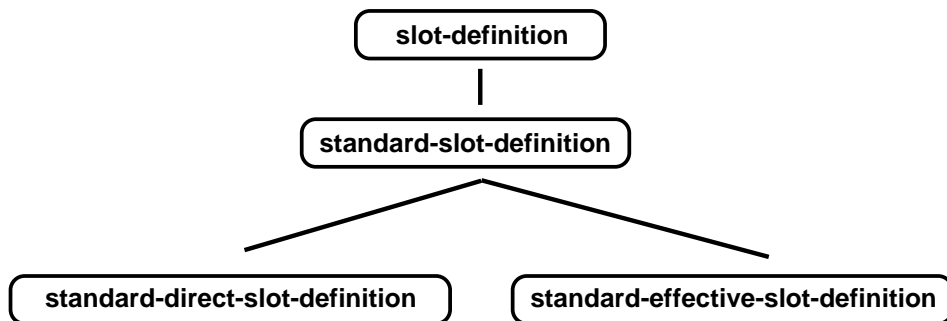 slot-definition
standard-slot-definition
standard-direct-slot-definition
standard-effective-slot-definition